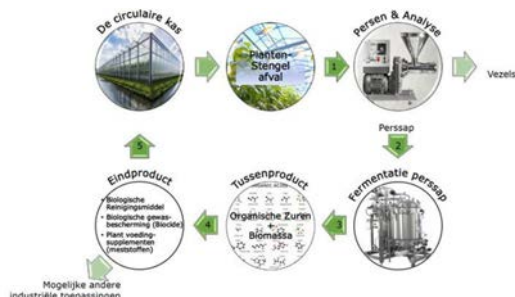 De circulaire kas
Planten-
Stengel
afval
1
Persen & Analyse
Vezels
Perssap
2
Fermentatie perssap
3
Tussenproduct
Organische Zuren
+
Biomassa
4
Eindproduct
• Biologische
Reinigingsmiddel
• Biologische gewas-
bescherming (Biocide)
• Plant voeding-
supplementen
(meststoffen)
5
Mogelijke andere
industriële toepassingen